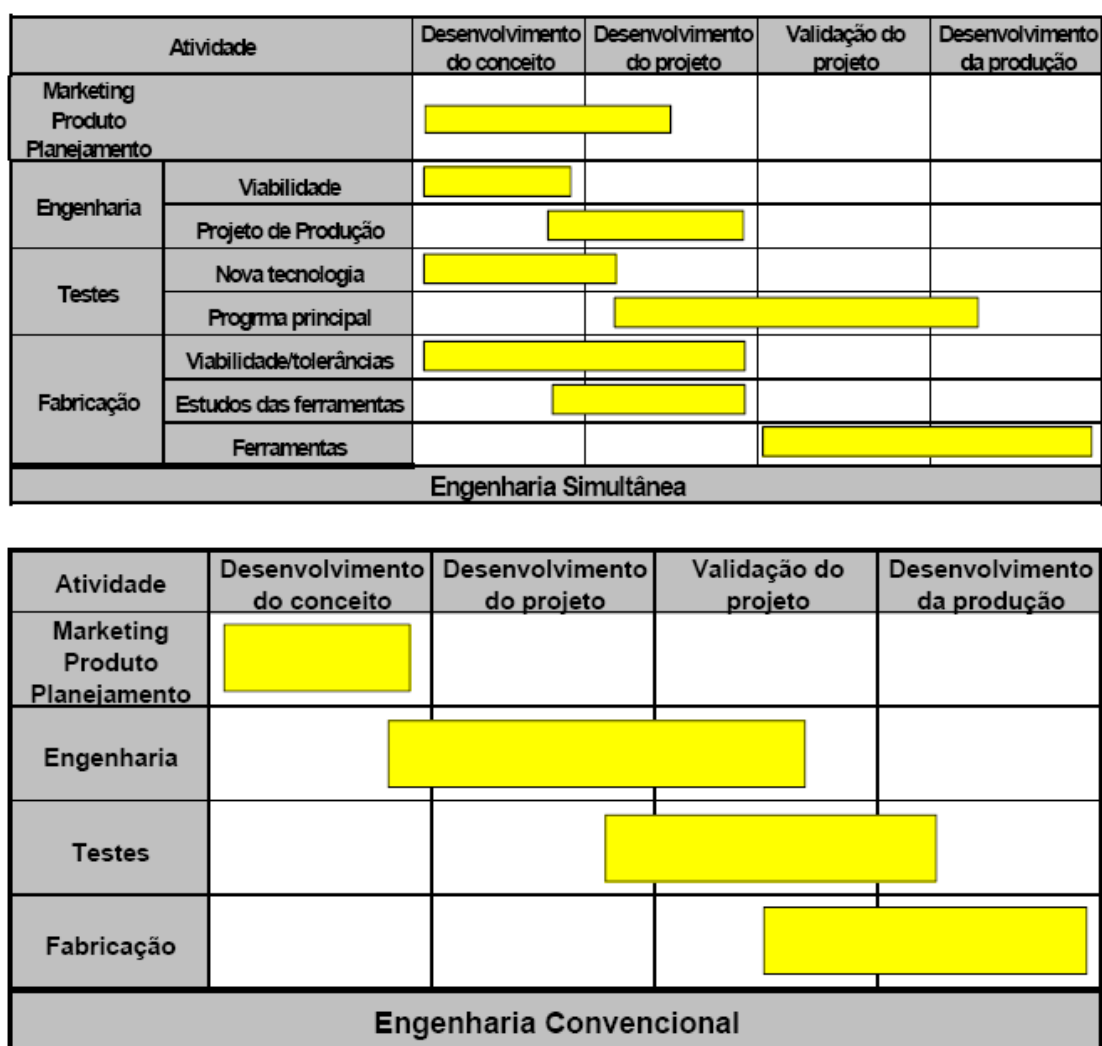 Atividade
Desenvolvimento
do conceito
Desenvolvimento
do projeto
Validação do
projeto
Desenvolvimento
da produção
Marketing
Produto
Planejamento
Engenharia
Viabilidade
Projeto de Produção
Testes
Nova tecnologia
Progrma principal
Fabricação
Viabilidade/tolerâncias
Estudos das ferramentas
Ferramentas
Engenharia Simultânea
Atividade
Desenvolvimento
do conceito
Desenvolvimento
do projeto
Validação do
projeto
Desenvolvimento
da produção
Marketing
Produto
Planejamento
Engenharia
Testes
Fabricação
Engenharia Convencional